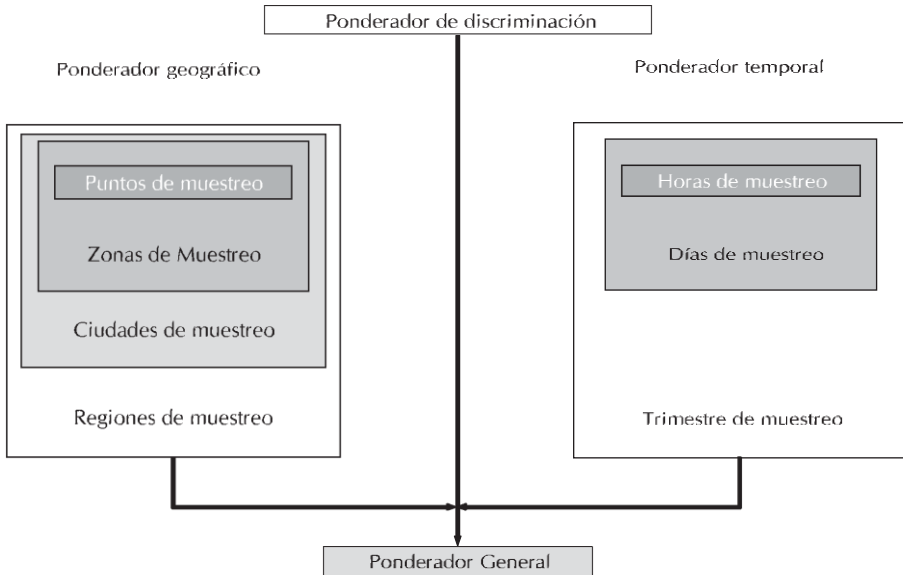 Ponderador de discriminación
Ponderador geográfico
Ponderador temporal
Puntos de muestreo
Zonas de Muestreo
Ciudades de muestreo
Regiones de muestreo
Horas de muestreo
Días de muestreo
Trimestre de muestreo
Ponderador General